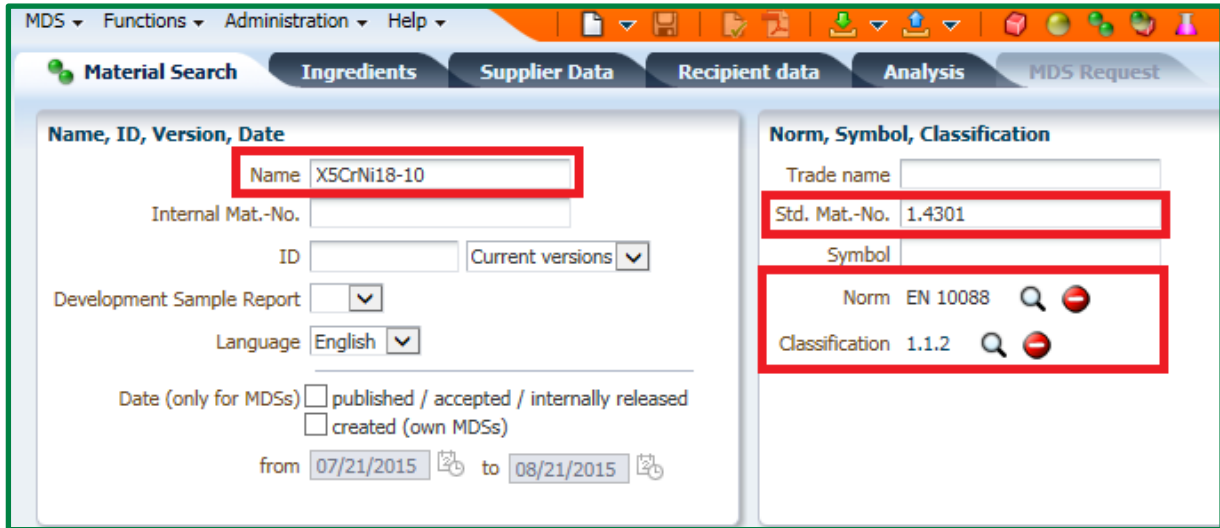 MDS Functions Administration Help
Material Search Ingredients Supplier Data Recipient data Analysis MDS Request
Name, ID, Version, Date
Name X5CrNi18-10
Internal Mat.-No.
ID Current versions
Development Sample Report
Language English
Date (only for MDSs) published / accepted / internally released
created (own MDSs)
from 07/21/2015 to 08/21/2015
Norm, Symbol, Classification
Trade name
Std. Mat.-No. 1.4301
Symbol
Norm EN 10088
Classification 1.1.2